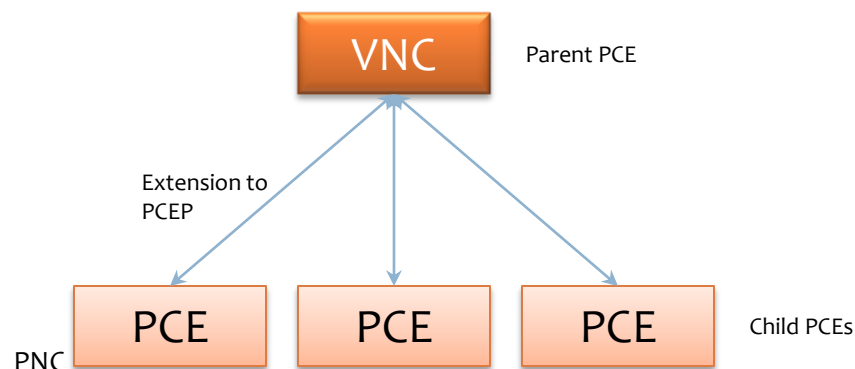 VNC
Parent PCE
Extension to
PCEP
PCE
PCE
PCE
Child PCEs
PNC